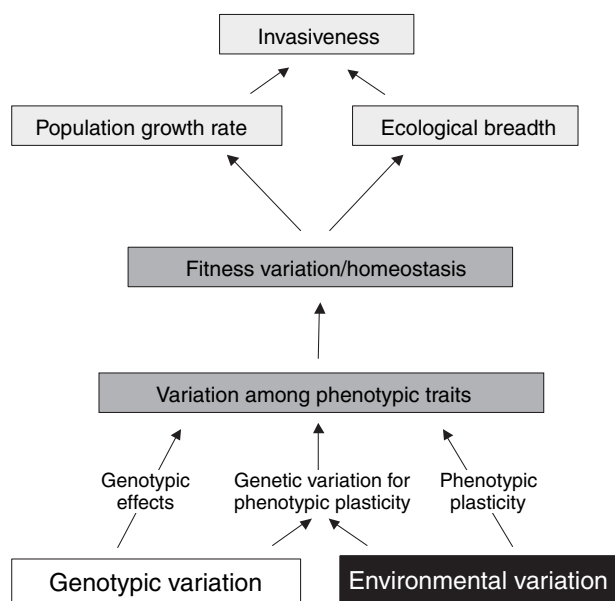 Invasiveness
Population growth rate
Ecological breadth
Fitness variation/homeostasis
Variation among phenotypic traits
Genotypic
effects
Genetic variation for
phenotypic plasticity
Phenotypic
plasticity
Genotypic variation
Environmental variation